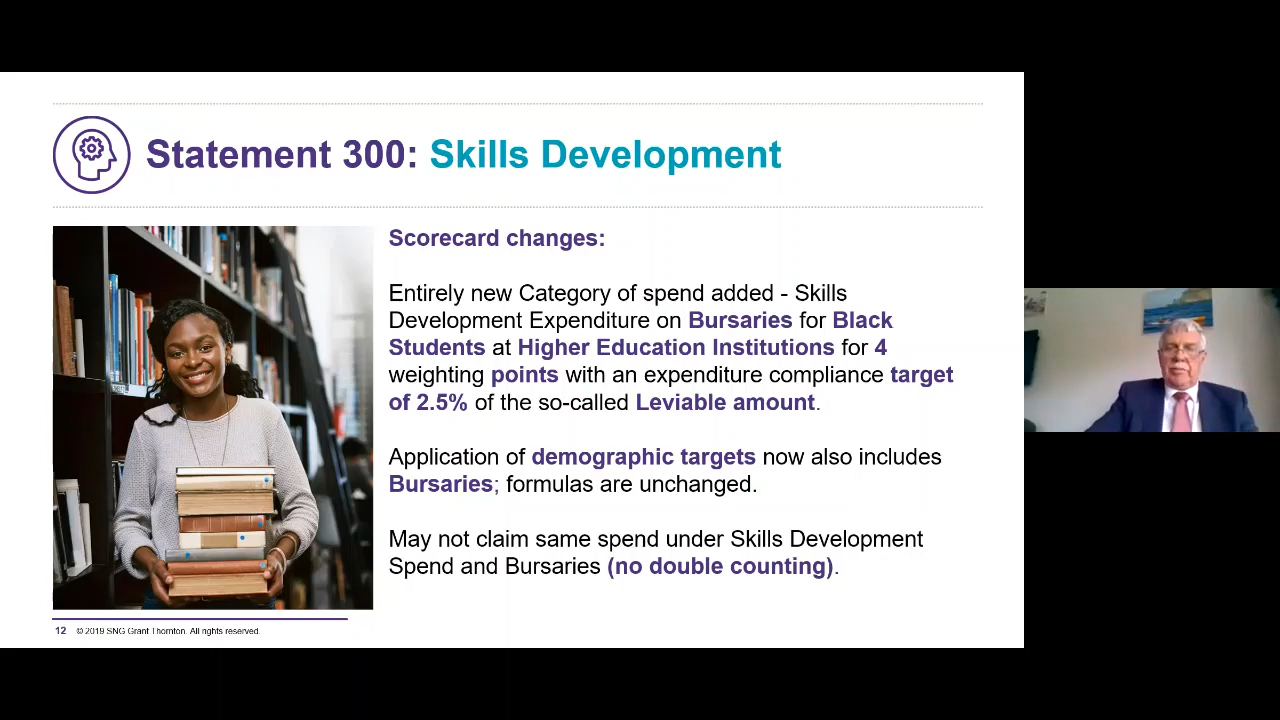 Statement 300: Skills Development
Scorecard changes:
Entirely new Category of spend added - Skills
Development Expenditure on Bursaries for Black
Students at Higher Education Institutions for 4
weighting points with an expenditure compliance target
of 2.5% of the so-called Leviable amount.
Application of demographic targets now also includes
Bursaries; formulas are unchanged.
May not claim same spend under Skills Development
Spend and Bursaries (no double counting).
12 © 2019 SNG Grant Thornton. All rights reserved.